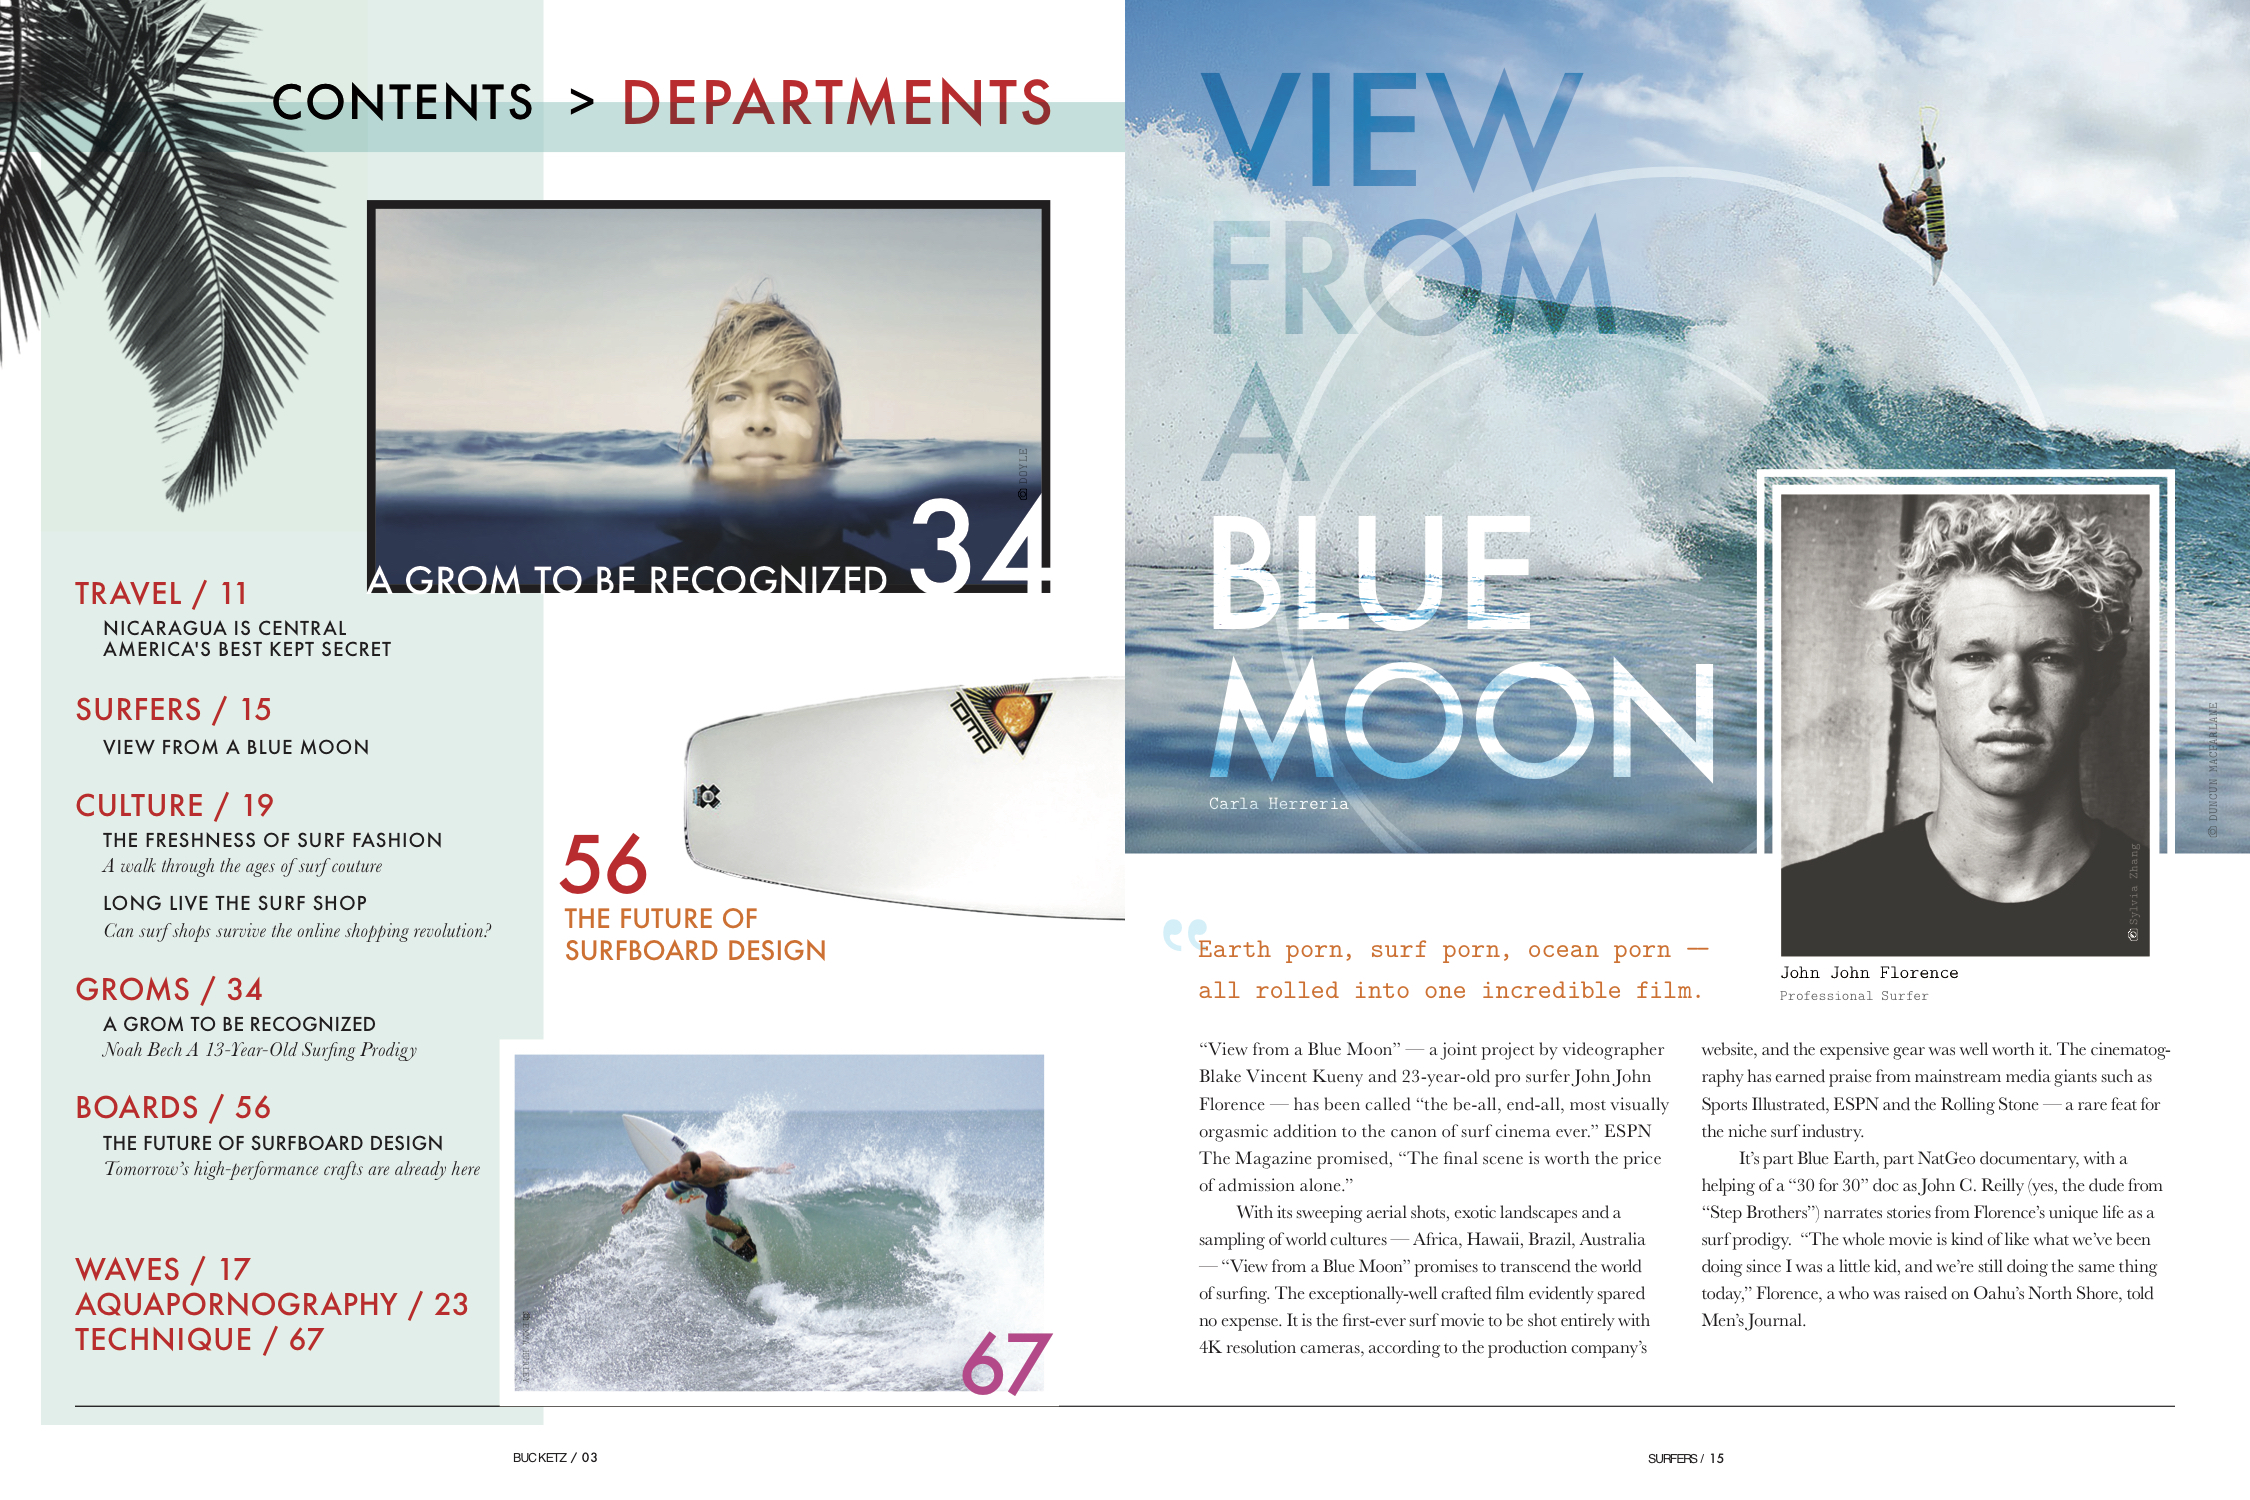 CONTENTS > DEPARTMENTS
© DOYLE
A GROM TO BE RECOGNIZED 34
TRAVEL / 11
NICARAGUA IS CENTRAL
AMERICA'S BEST KEPT SECRET
SURFERS / 15
VIEW FROM A BLUE MOON
CULTURE / 19
THE FRESHNESS OF SURF FASHION
A walk through the ages of surf couture
LONG LIVE THE SURF SHOP
Can surf shops survive the online shopping revolution?
GROMS / 34
A GROM TO BE RECOGNIZED
Noah Bech A 13-Year-Old Surfing Prodigy
BOARDS / 56
THE FUTURE OF SURFBOARD DESIGN
Tomorrow's high-performance crafts are already here
WAVES / 17
AQUAPORNOGRAPHY / 23
TECHNIQUE / 67
TOMO
56
THE FUTURE OF
SURFBOARD DESIGN
67
BUCKETZ / 03
VIEW
FROM
A
BLUE
MOON
Carla Herreria
© DUNCUN MACFARLANE
© Sylvia Zhang
John John Florence
Professional Surfer
“Earth porn, surf porn, ocean porn —
all rolled into one incredible film.
“View from a Blue Moon” — a joint project by videographer
Blake Vincent Kueny and 23-year-old pro surfer John John
Florence — has been called “the be-all, end-all, most visually
orgasmic addition to the canon of surf cinema ever.” ESPN
The Magazine promised, “The final scene is worth the price
of admission alone.”
With its sweeping aerial shots, exotic landscapes and a
sampling of world cultures — Africa, Hawaii, Brazil, Australia
— “View from a Blue Moon” promises to transcend the world
of surfing. The exceptionally-well crafted film evidently spared
no expense. It is the first-ever surf movie to be shot entirely with
4K resolution cameras, according to the production company's
website, and the expensive gear was well worth it. The cinematog-
raphy has earned praise from mainstream media giants such as
Sports Illustrated, ESPN and the Rolling Stone — a rare feat for
the niche surf industry.
It's part Blue Earth, part NatGeo documentary, with a
helping of a “30 for 30” doc as John C. Reilly (yes, the dude from
“Step Brothers”) narrates stories from Florence's unique life as a
surf prodigy. “The whole movie is kind of like what we've been
doing since I was a little kid, and we're still doing the same thing
today,” Florence, a who was raised on Oahu's North Shore, told
Men's Journal.
SURFERS / 15